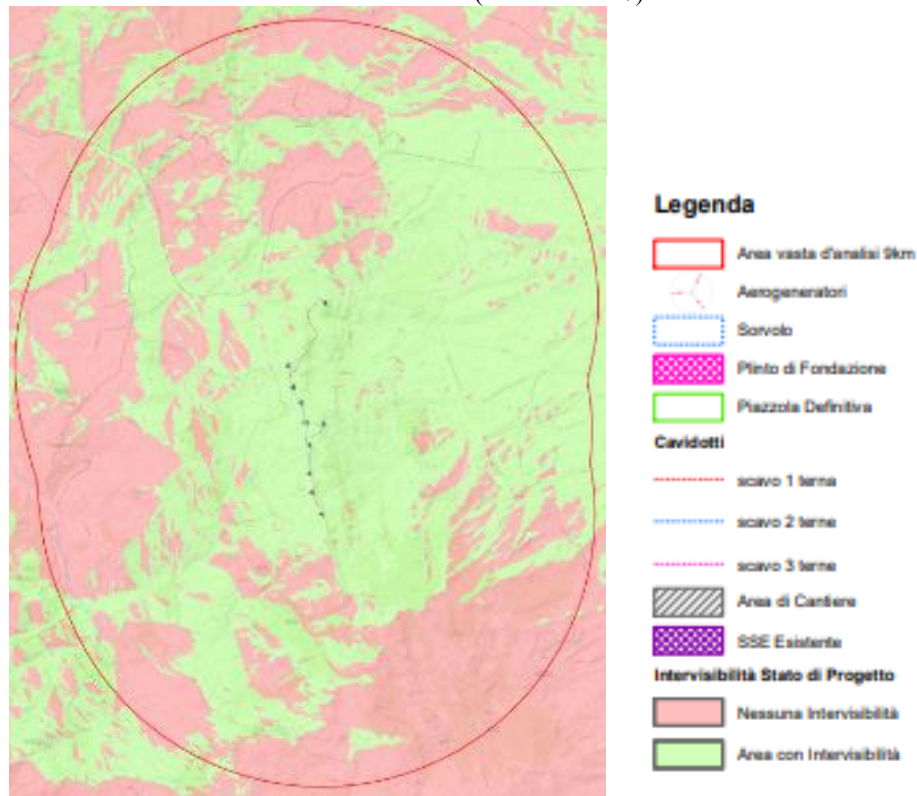 Legenda
Area vasta d'analisi 9km
Aerogeneratori
Sorvolo
Plinto di Fondazione
Piazzola Definitiva
Cavidotti
scavo 1 terna
scavo 2 terne
scavo 3 terne
Area di Cantiere
SSE Esistente
Intervisibilità Stato di Progetto
Nessuna Intervisibilità
Area con Intervisibilità